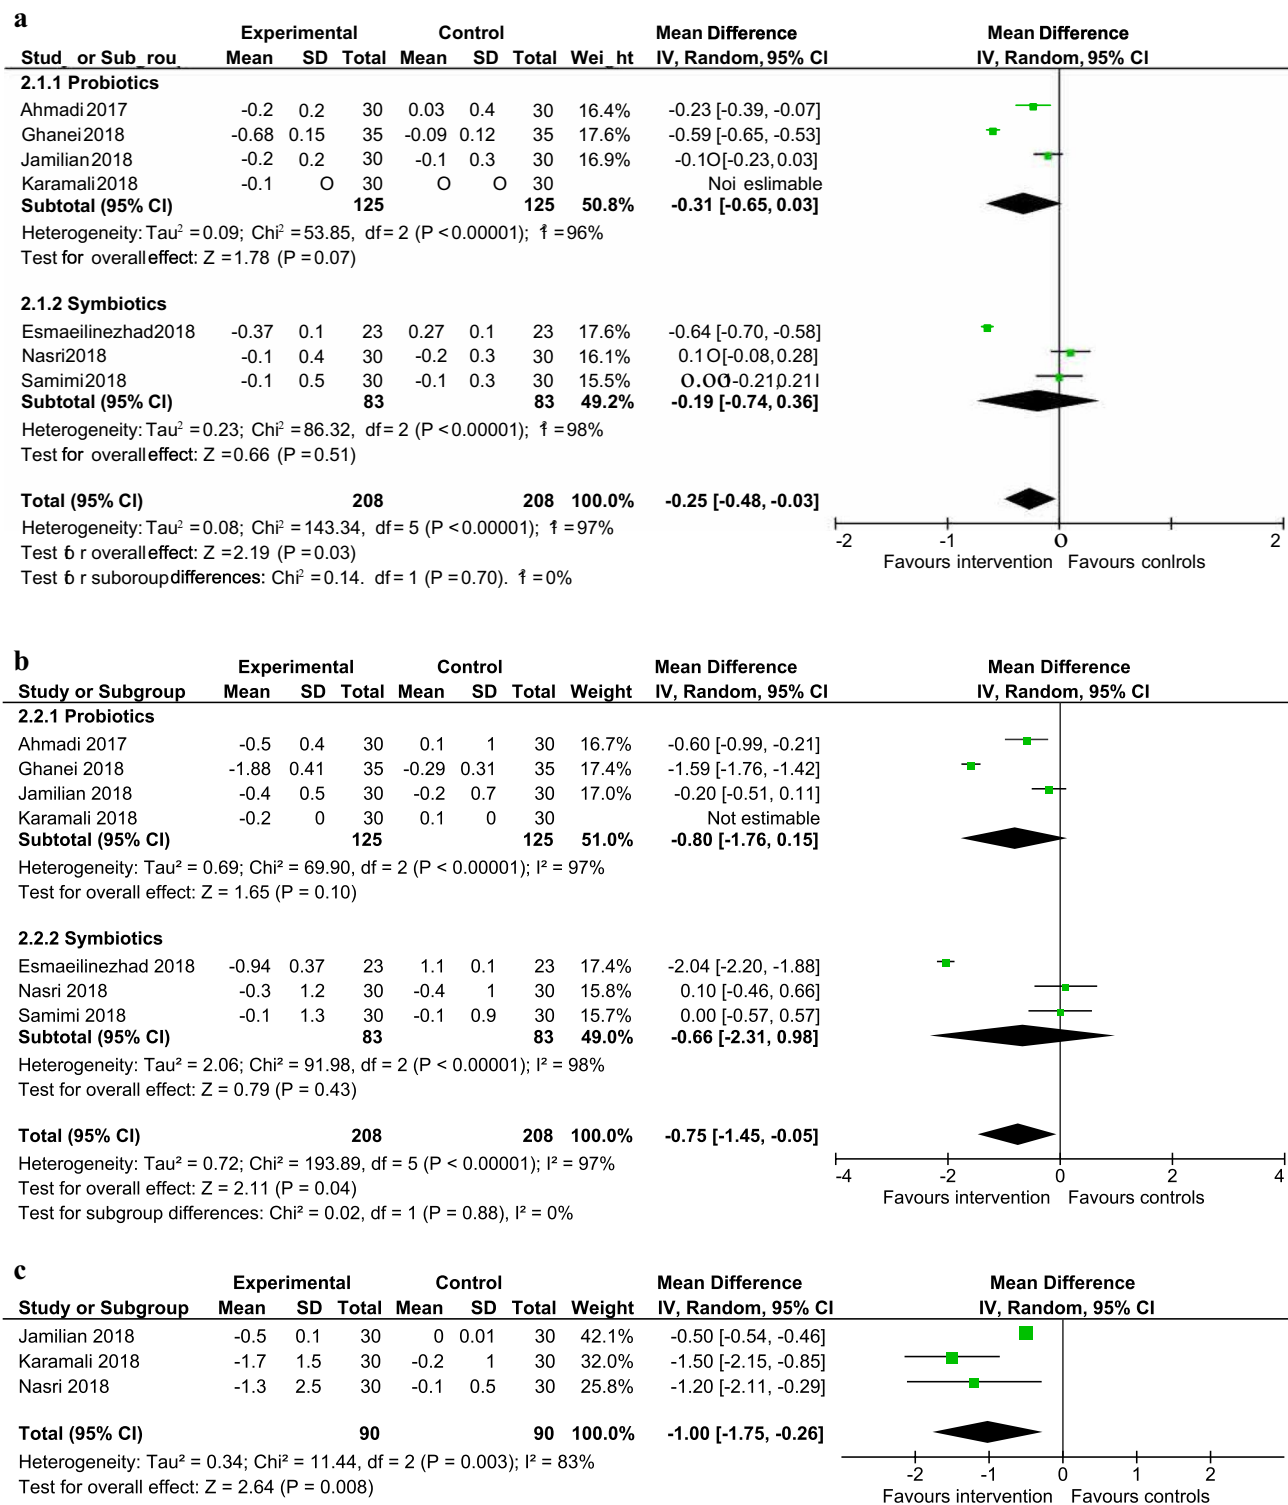 a
Experimental Control Mean Difference Mean Difference
Stud_ or Sub_rou_ Mean SD Total Mean SD Total Wei_ht IV, Random, 95% CI IV, Random, 95% CI
2.1.1 Probiotics
Ahmadi 2017 -0.2 0.2 30 0.03 0.4 30 16.4% -0.23 [-0.39, -0.07]
Ghanei 2018 -0.68 0.15 35 -0.09 0.12 35 17.6% -0.59 [-0.65, -0.53]
Jamilian 2018 -0.2 0.2 30 -0.1 0.3 30 16.9% -0.1O [-0.23, 0.03]
Karamali 2018 -0.1 O 30 O O 30 Noi eslimable
Subtotal (95% CI) 125 125 50.8% -0.31 [-0.65, 0.03]
Heterogeneity: Tau² = 0.09; Chi² = 53.85, df = 2 (P < 0.00001); I² = 96%
Test for overall effect: Z = 1.78 (P = 0.07)
2.1.2 Symbiotics
Esmaeilinezhad 2018 -0.37 0.1 23 0.27 0.1 23 17.6% -0.64 [-0.70, -0.58]
Nasri 2018 -0.1 0.4 30 -0.2 0.3 30 16.1% 0.1O [-0.08, 0.28]
Samimi 2018 -0.1 0.5 30 -0.1 0.3 30 15.5% 0.00 [-0.21, 0.21]
Subtotal (95% CI) 83 83 49.2% -0.19 [-0.74, 0.36]
Heterogeneity: Tau² = 0.23; Chi² = 86.32, df = 2 (P < 0.00001); I² = 98%
Test for overall effect: Z = 0.66 (P = 0.51)
Total (95% CI) 208 208 100.0% -0.25 [-0.48, -0.03]
Heterogeneity: Tau² = 0.08; Chi² = 143.34, df = 5 (P < 0.00001); I² = 97%
Test for overall effect: Z = 2.19 (P = 0.03)
Test for suboroup differences: Chi² = 0.14. df = 1 (P = 0.70). I² = 0%
-2 -1 O 1 2
Favours intervention Favours conlrols
b
Experimental Control Mean Difference Mean Difference
Study or Subgroup Mean SD Total Mean SD Total Weight IV, Random, 95% CI IV, Random, 95% CI
2.2.1 Probiotics
Ahmadi 2017 -0.5 0.4 30 0.1 1 30 16.7% -0.60 [-0.99, -0.21]
Ghanei 2018 -1.88 0.41 35 -0.29 0.31 35 17.4% -1.59 [-1.76, -1.42]
Jamilian 2018 -0.4 0.5 30 -0.2 0.7 30 17.0% -0.20 [-0.51, 0.11]
Karamali 2018 -0.2 0 30 0.1 0 30 Not estimable
Subtotal (95% CI) 125 125 51.0% -0.80 [-1.76, 0.15]
Heterogeneity: Tau² = 0.69; Chi² = 69.90, df = 2 (P < 0.00001); I² = 97%
Test for overall effect: Z = 1.65 (P = 0.10)
2.2.2 Symbiotics
Esmaeilinezhad 2018 -0.94 0.37 23 1.1 0.1 23 17.4% -2.04 [-2.20, -1.88]
Nasri 2018 -0.3 1.2 30 -0.4 1 30 15.8% 0.10 [-0.46, 0.66]
Samimi 2018 -0.1 1.3 30 -0.1 0.9 30 15.7% 0.00 [-0.57, 0.57]
Subtotal (95% CI) 83 83 49.0% -0.66 [-2.31, 0.98]
Heterogeneity: Tau² = 2.06; Chi² = 91.98, df = 2 (P < 0.00001); I² = 98%
Test for overall effect: Z = 0.79 (P = 0.43)
Total (95% CI) 208 208 100.0% -0.75 [-1.45, -0.05]
Heterogeneity: Tau² = 0.72; Chi² = 193.89, df = 5 (P < 0.00001); I² = 97%
Test for overall effect: Z = 2.11 (P = 0.04)
Test for subgroup differences: Chi² = 0.02, df = 1 (P = 0.88), I² = 0%
-4 -2 0 2 4
Favours intervention Favours controls
c
Experimental Control Mean Difference Mean Difference
Study or Subgroup Mean SD Total Mean SD Total Weight IV, Random, 95% CI IV, Random, 95% CI
Jamilian 2018 -0.5 0.1 30 0 0.01 30 42.1% -0.50 [-0.54, -0.46]
Karamali 2018 -1.7 1.5 30 -0.2 1 30 32.0% -1.50 [-2.15, -0.85]
Nasri 2018 -1.3 2.5 30 -0.1 0.5 30 25.8% -1.20 [-2.11, -0.29]
Total (95% CI) 90 90 100.0% -1.00 [-1.75, -0.26]
Heterogeneity: Tau² = 0.34; Chi² = 11.44, df = 2 (P = 0.003); I² = 83%
Test for overall effect: Z = 2.64 (P = 0.008)
-2 -1 0 1 2
Favours intervention Favours controls